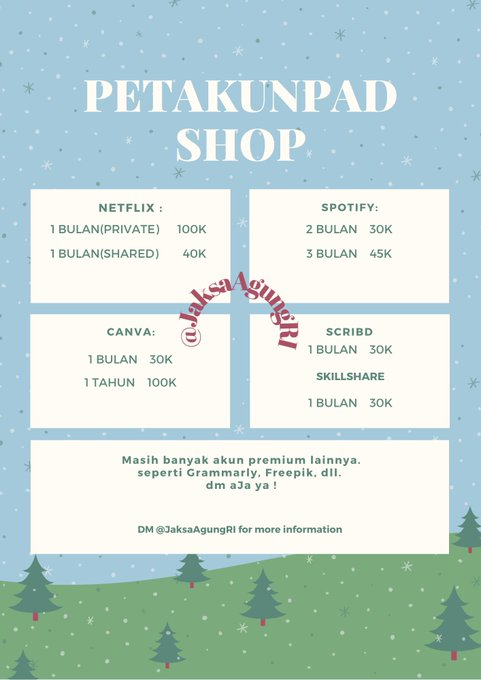 PETAKUNPAD
SHOP
NETFLIX :
1 BULAN(PRIVATE) 100K
1 BULAN(SHARED) 40K
SPOTIFY:
2 BULAN 30K
3 BULAN 45K
@JaksaAgungRI
CANVA:
1 BULAN 30K
1 TAHUN 100K
SCRIBD
1 BULAN 30K
SKILLSHARE
1 BULAN 30K
Masih banyak akun premium lainnya.
seperti Grammarly, Freepik, dll.
dm aJa ya !
DM @JaksaAgungRI for more information